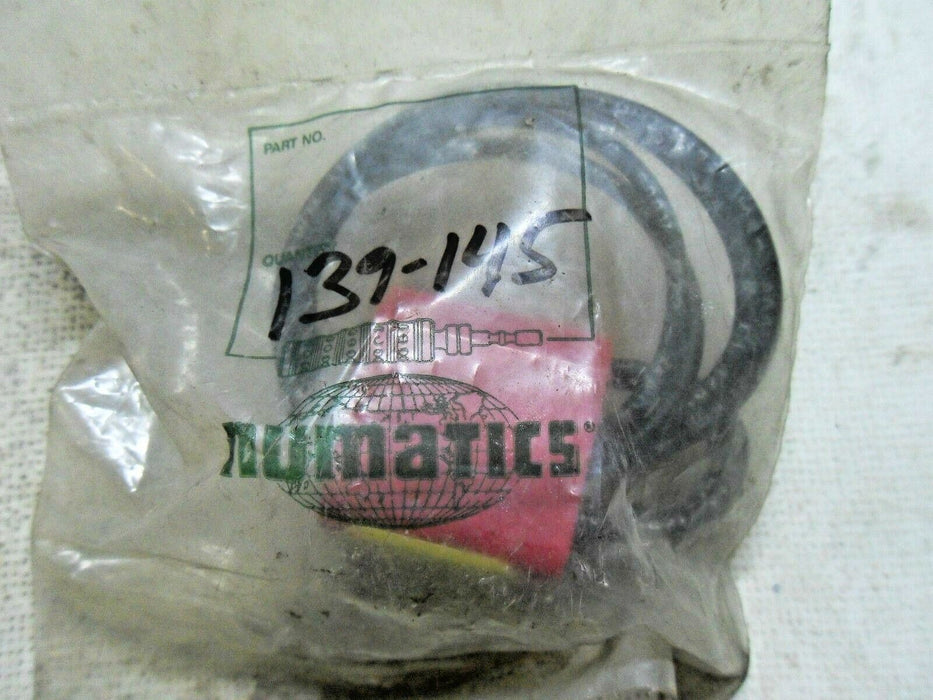 PART NO.
QUANTITY
139-145
numatics®